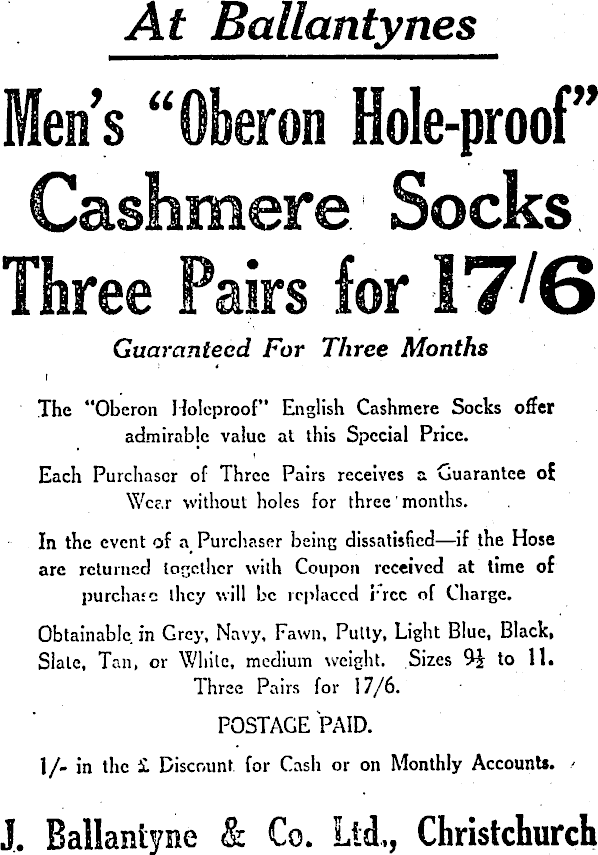 At Ballantynes
Men's "Oberon Hole-proof"
Cashmere Socks
Three Pairs for 17/6
Guaranteed For Three Months
The "Oberon Holeproof" English Cashmere Socks offer
admirable value at this Special Price.
Each Purchaser of Three Pairs receives a Guarantee of
Wear without holes for three months.
In the event of a Purchaser being dissatisfied—if the Hose
are returned together with Coupon received at time of
purchase they will be replaced Free of Charge.
Obtainable in Grey, Navy, Fawn, Putty, Light Blue, Black,
Slate, Tan, or White, medium weight. Sizes 9½ to 11.
Three Pairs for 17/6.
POSTAGE PAID.
1/- in the £ Discount for Cash or on Monthly Accounts.
J. Ballantyne & Co. Ltd., Christchurch